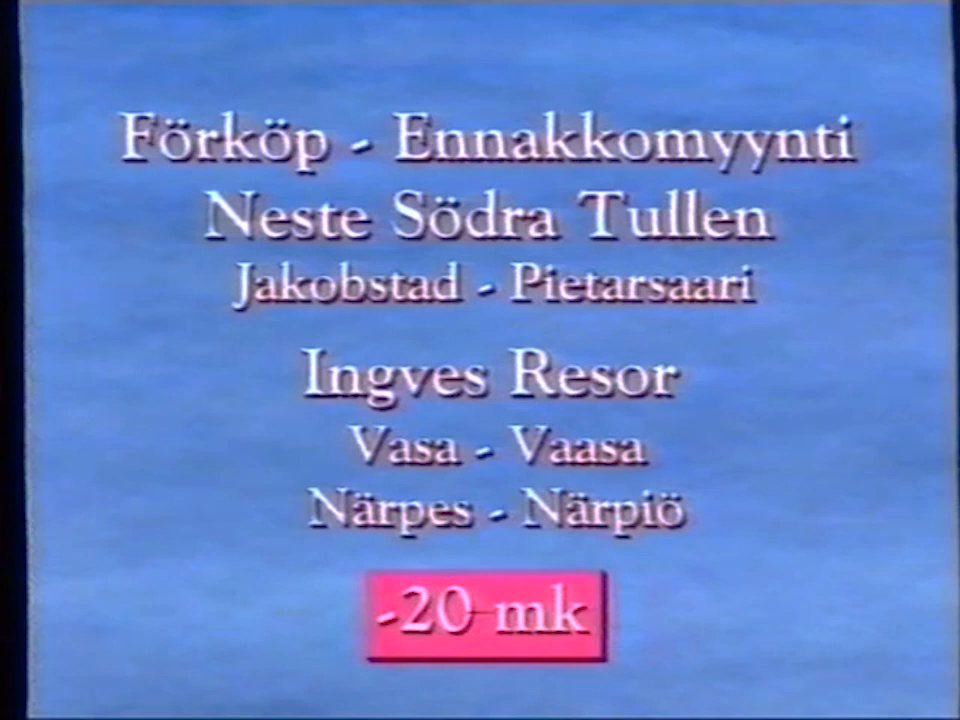 Förköp - Ennakkomyynti
Neste Södra Tullen
Jakobstad - Pietarsaari
Ingves Resor
Vasa - Vaasa
Närpes - Närpiö
-20 mk